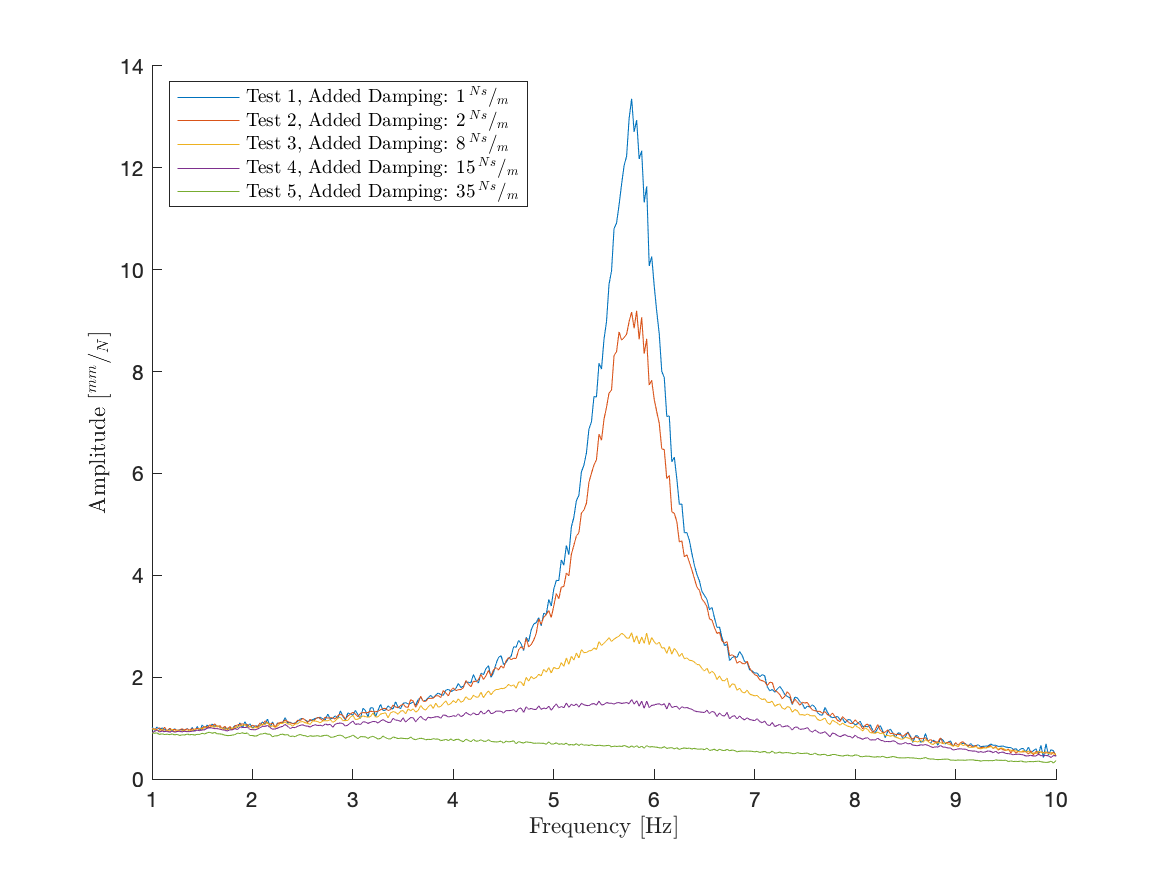 14
12
10
8
6
4
2
0
Amplitude [mm/N]
Test 1, Added Damping: 1 Ns/m
Test 2, Added Damping: 2 Ns/m
Test 3, Added Damping: 8 Ns/m
Test 4, Added Damping: 15 Ns/m
Test 5, Added Damping: 35 Ns/m
1 2 3 4 5 6 7 8 9 10
Frequency [Hz]